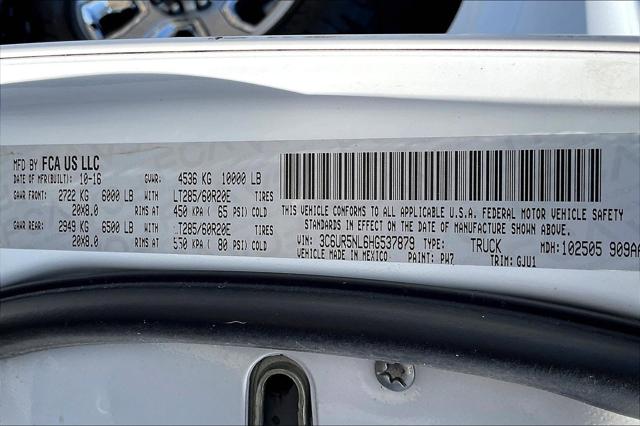 MFD BY FCA US LLC
DATE OF MFR(BUILT): 10-16 GVWR: 4536 KG 10000 LB
GAWR FRONT: 2722 KG 6000 LB WITH LT285/60R20E TIRES
20X8.0 RIMS AT 450 KPA ( 65 PSI) COLD
GAWR REAR: 2949 KG 6500 LB WITH LT285/60R20E TIRES
20X8.0 RIMS AT 550 KPA ( 80 PSI) COLD
THIS VEHICLE CONFORMS TO ALL APPLICABLE U.S.A. FEDERAL MOTOR VEHICLE SAFETY
STANDARDS IN EFFECT ON THE DATE OF MANUFACTURE SHOWN ABOVE.
VIN: 3C6UR5NL6HG537879 TYPE: TRUCK MDH: 102505 909AA
VEHICLE MADE IN MEXICO PAINT: PW7 TRIM: GJU1